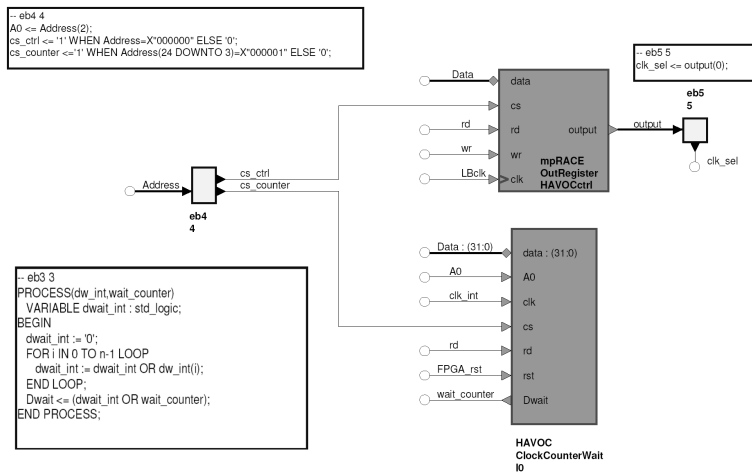 -- eb4 4
A0 <= Address(2);
cs_ctrl <= '1' WHEN Address=X"000000" ELSE '0';
cs_counter <='1' WHEN Address(24 DOWNTO 3)=X"000001" ELSE '0';
-- eb5 5
clk_sel <= output(0);
Data
data
cs
rd
rd
output
wr
wr
LBclk
clk
mpRACE
OutRegister
HAVOCctrl
output
eb5
5
clk_sel
Address
cs_ctrl
cs_counter
eb4
4
Data : (31:0)
data : (31:0)
A0
A0
clk_int
clk
cs
rd
rd
FPGA_rst
rst
wait_counter
Dwait
HAVOC
ClockCounterWait
I0
-- eb3 3
PROCESS(dw_int,wait_counter)
VARIABLE dwait_int : std_logic;
BEGIN
dwait_int := '0';
FOR i IN 0 TO n-1 LOOP
dwait_int := dwait_int OR dw_int(i);
END LOOP;
Dwait <= (dwait_int OR wait_counter);
END PROCESS;